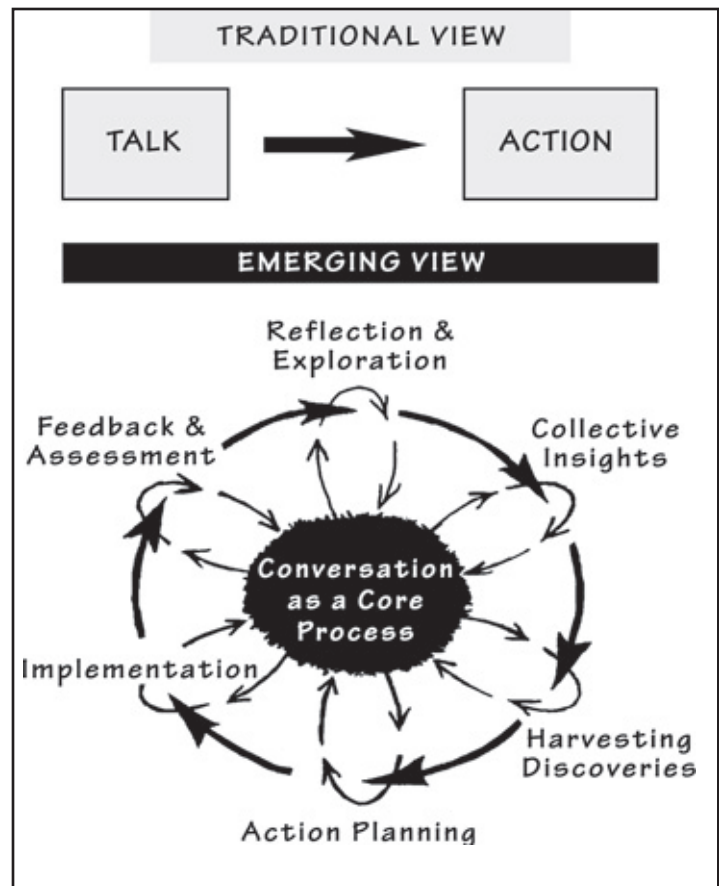 TRADITIONAL VIEW
TALK
ACTION
EMERGING VIEW
Reflection &
Exploration
Feedback &
Assessment
Collective
Insights
Conversation
as a Core
Process
Implementation
Harvesting
Discoveries
Action Planning